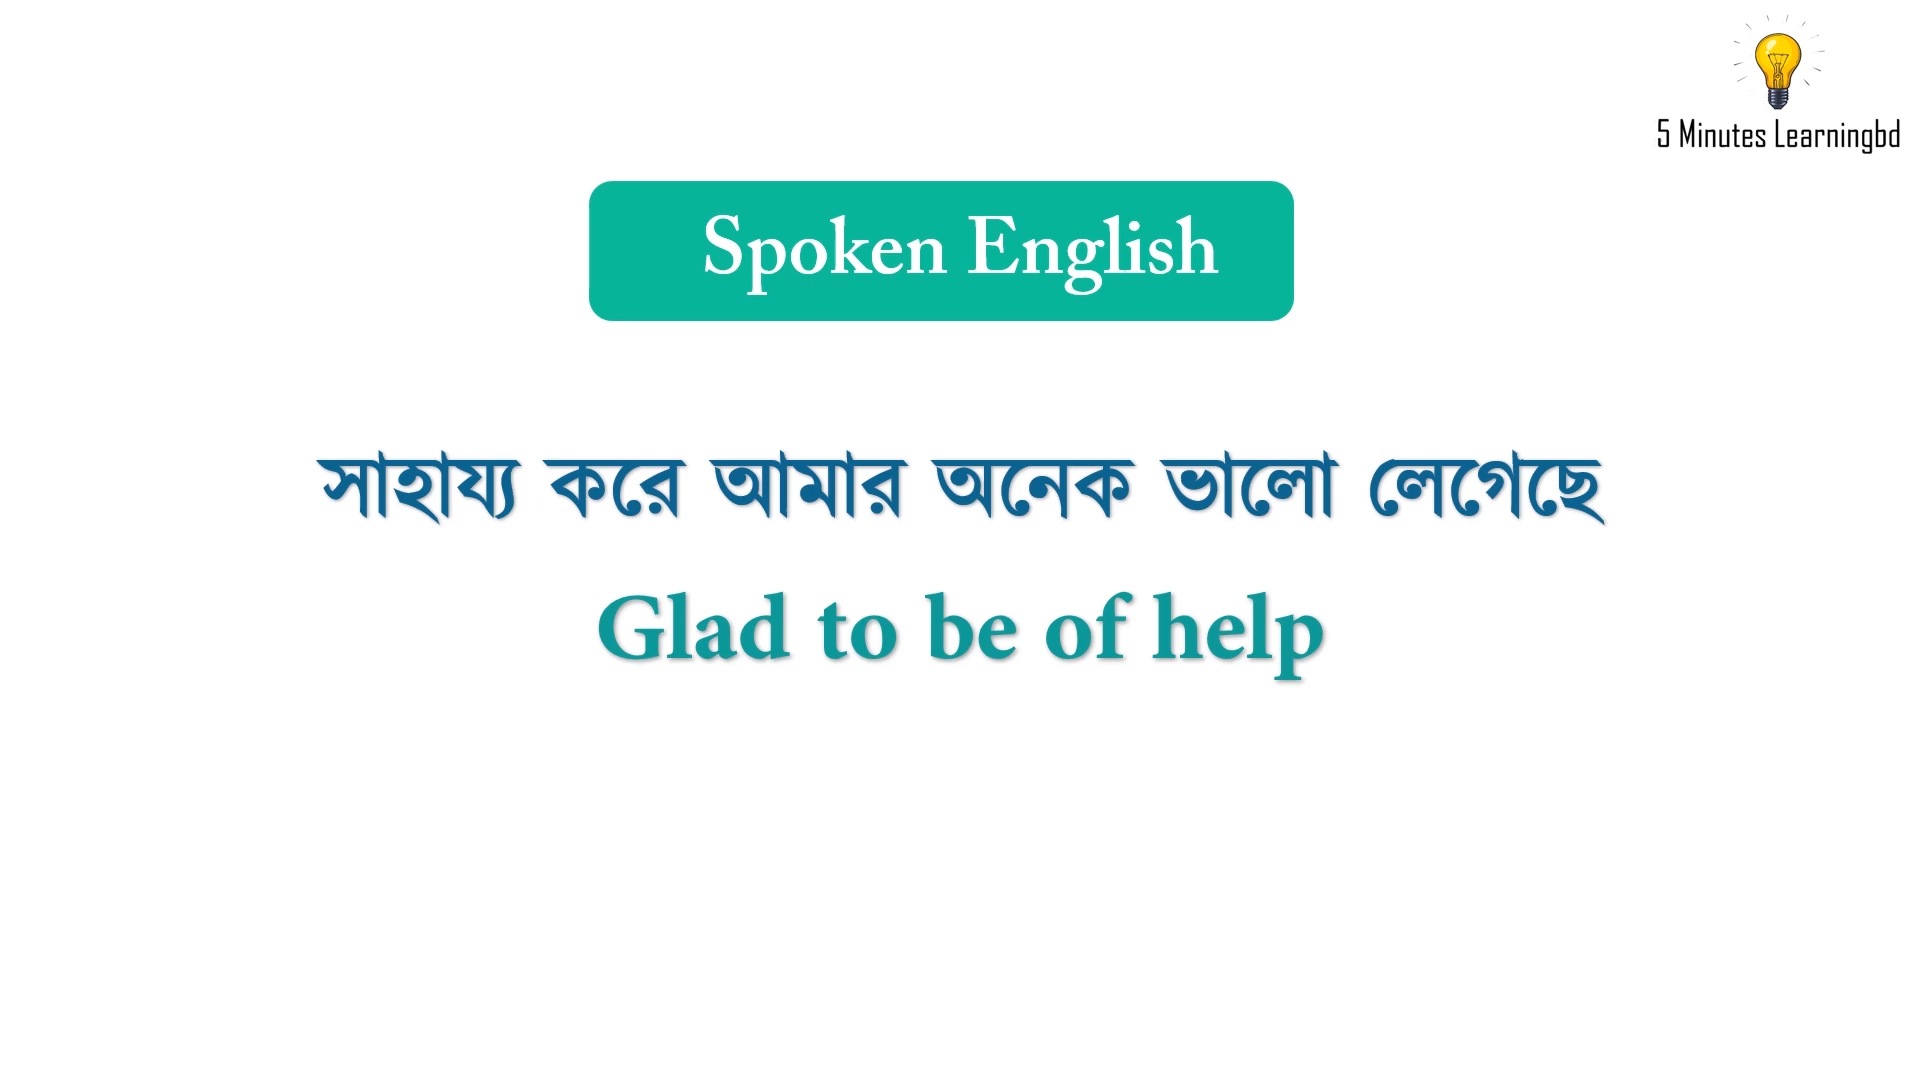 5 Minutes Learningbd
Spoken English
সাহায্য করে আমার অনেক ভালো লেগেছে
Glad to be of help